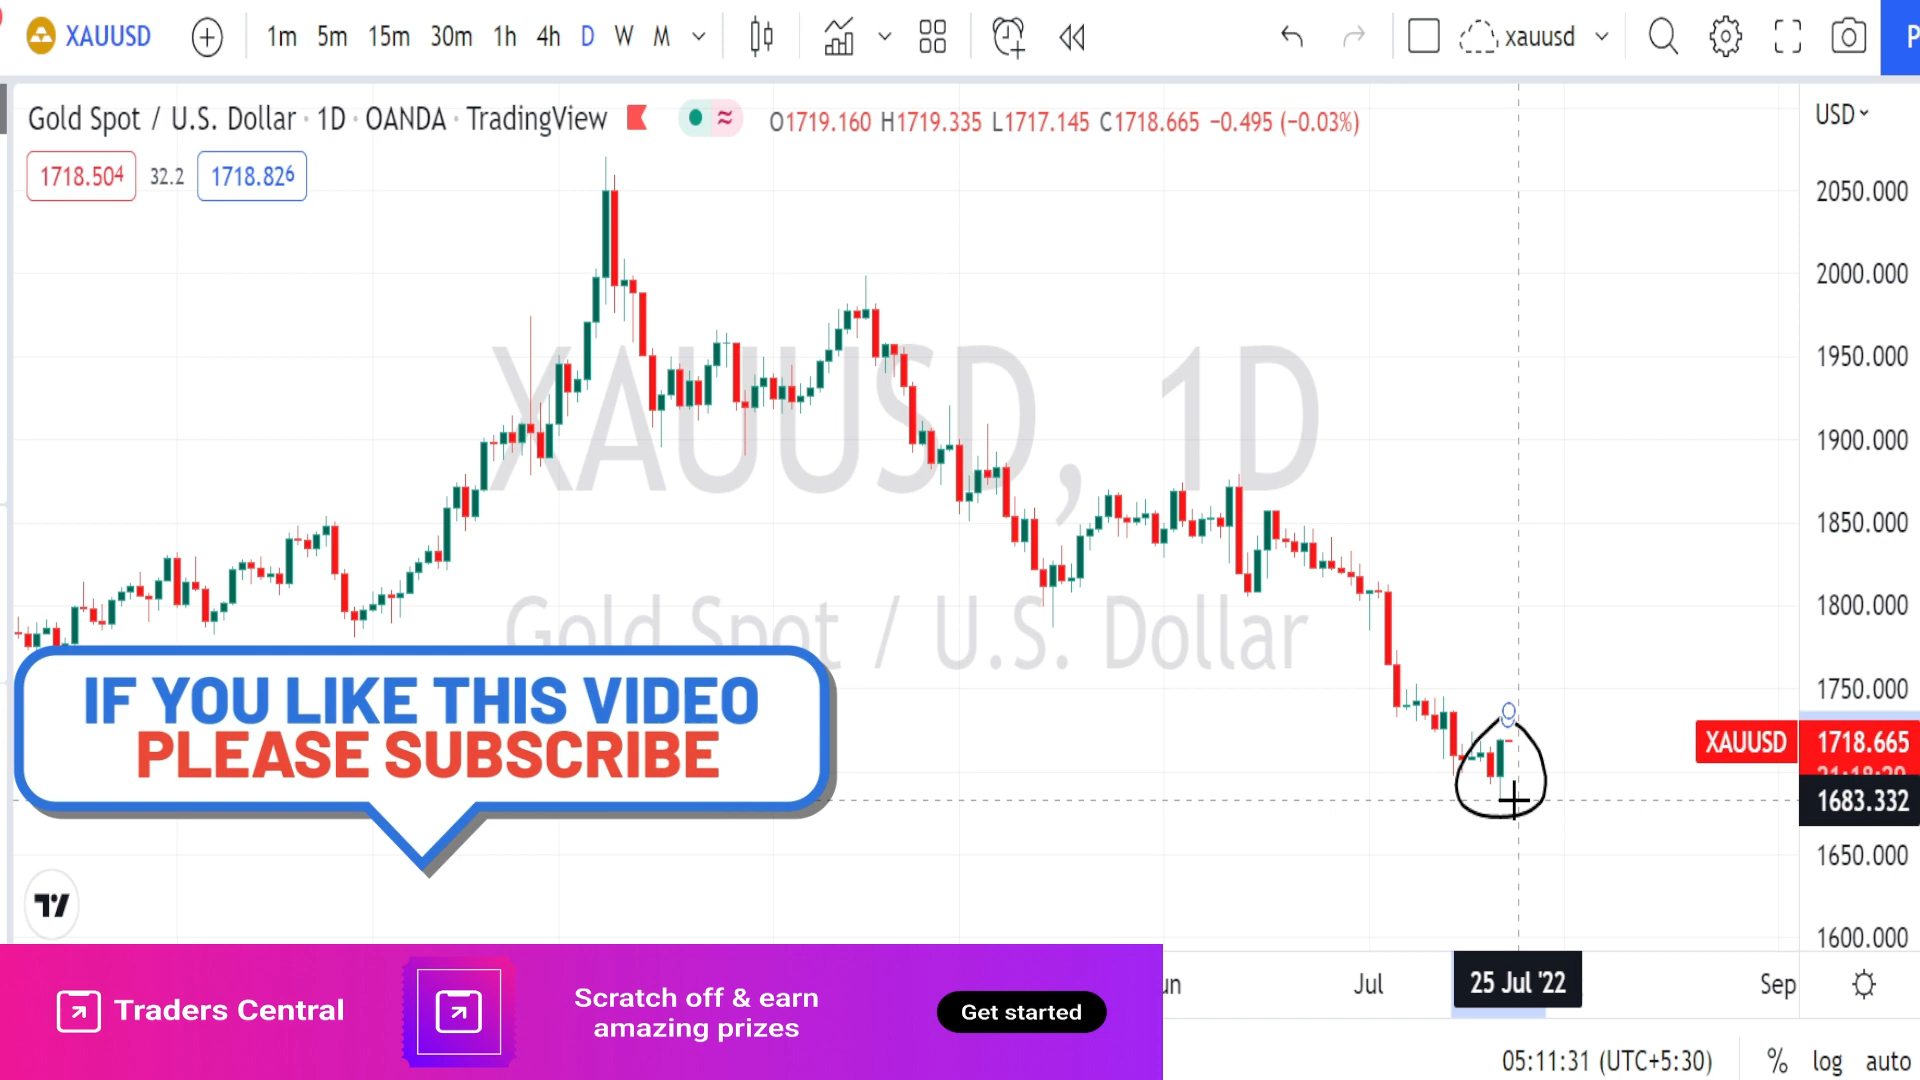 XAUUSD
1m 5m 15m 30m 1h 4h D W M
xauusd
P
Gold Spot / U.S. Dollar · 1D · OANDA · TradingView
O1719.160 H1719.335 L1717.145 C1718.665 −0.495 (−0.03%)
USD
1718.504 32.2 1718.826
2050.000
2000.000
1950.000
1900.000
1850.000
1800.000
1750.000
XAUUSD 1718.665
21:18:29
1683.332
1650.000
1600.000
XAUUSD, 1D
Gold Spot / U.S. Dollar
IF YOU LIKE THIS VIDEO
PLEASE SUBSCRIBE
un Jul 25 Jul '22 Sep
Traders Central
Scratch off & earn
amazing prizes
Get started
05:11:31 (UTC+5:30) % log auto